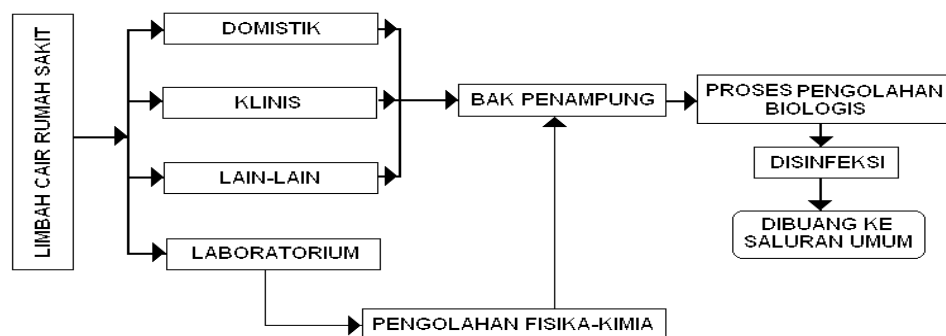 LIMBAH CAIR RUMAH SAKIT
DOMISTIK
KLINIS
LAIN-LAIN
LABORATORIUM
PENGOLAHAN FISIKA-KIMIA
BAK PENAMPUNG
PROSES PENGOLAHAN
BIOLOGIS
DISINFEKSI
DIBUANG KE
SALURAN UMUM